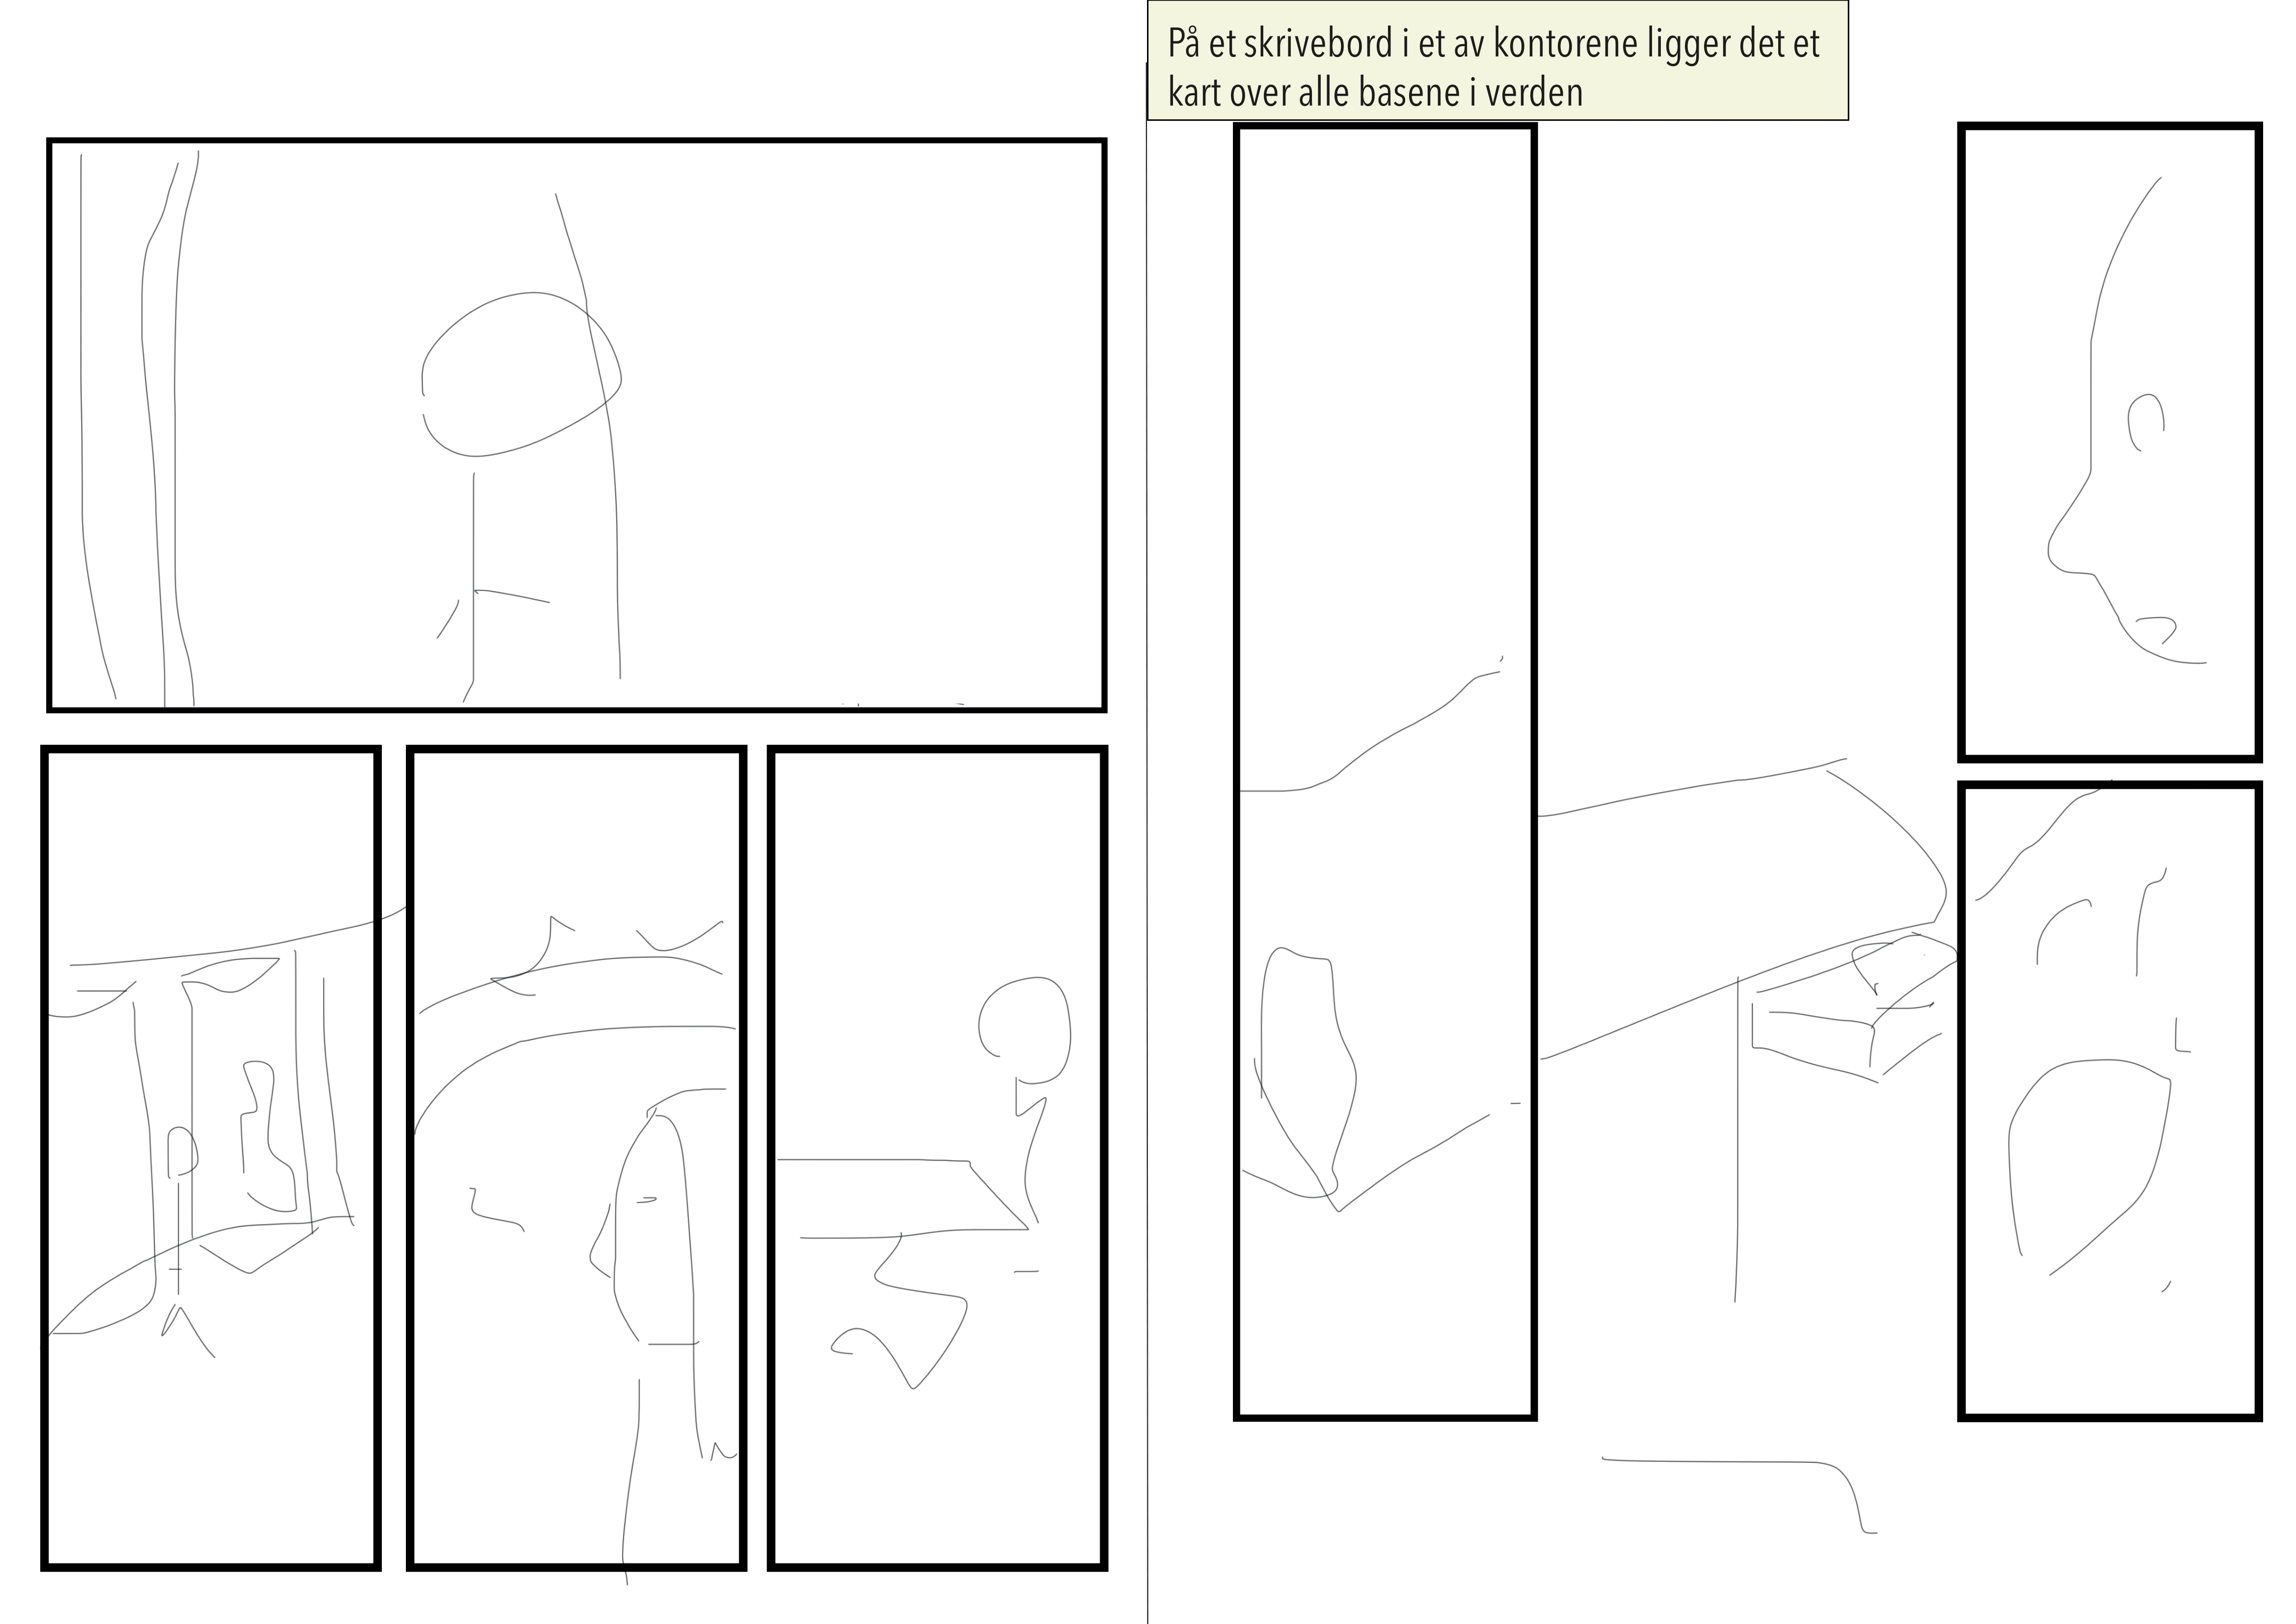 På et skrivebord i et av kontorene ligger det et
kart over alle basene i verden